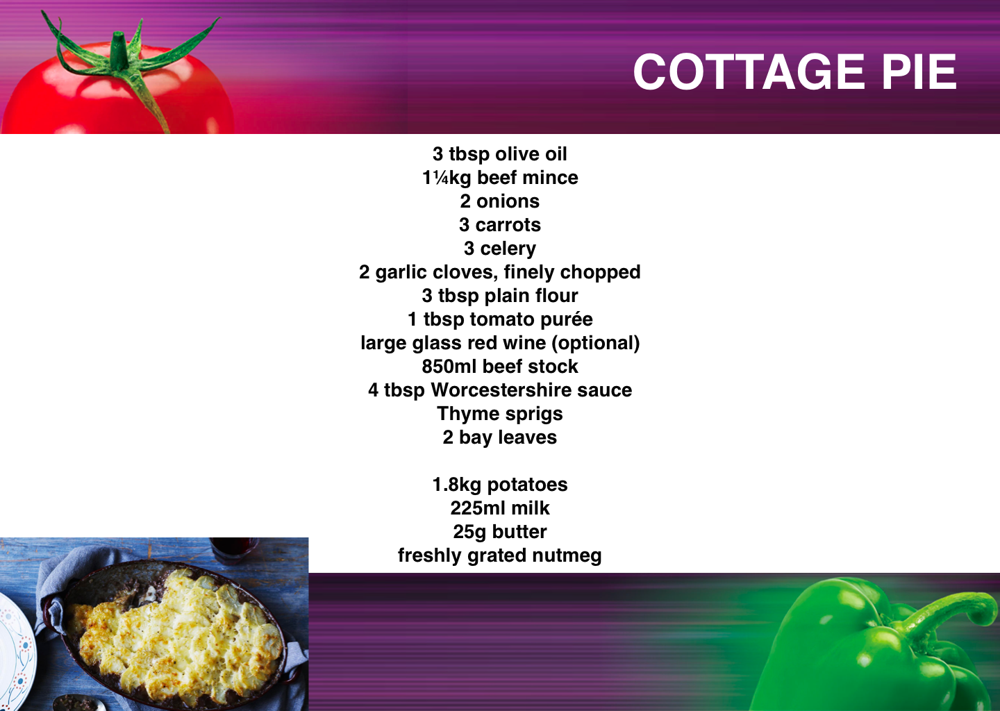 COTTAGE PIE
3 tbsp olive oil
1¼kg beef mince
2 onions
3 carrots
3 celery
2 garlic cloves, finely chopped
3 tbsp plain flour
1 tbsp tomato purée
large glass red wine (optional)
850ml beef stock
4 tbsp Worcestershire sauce
Thyme sprigs
2 bay leaves
1.8kg potatoes
225ml milk
25g butter
freshly grated nutmeg